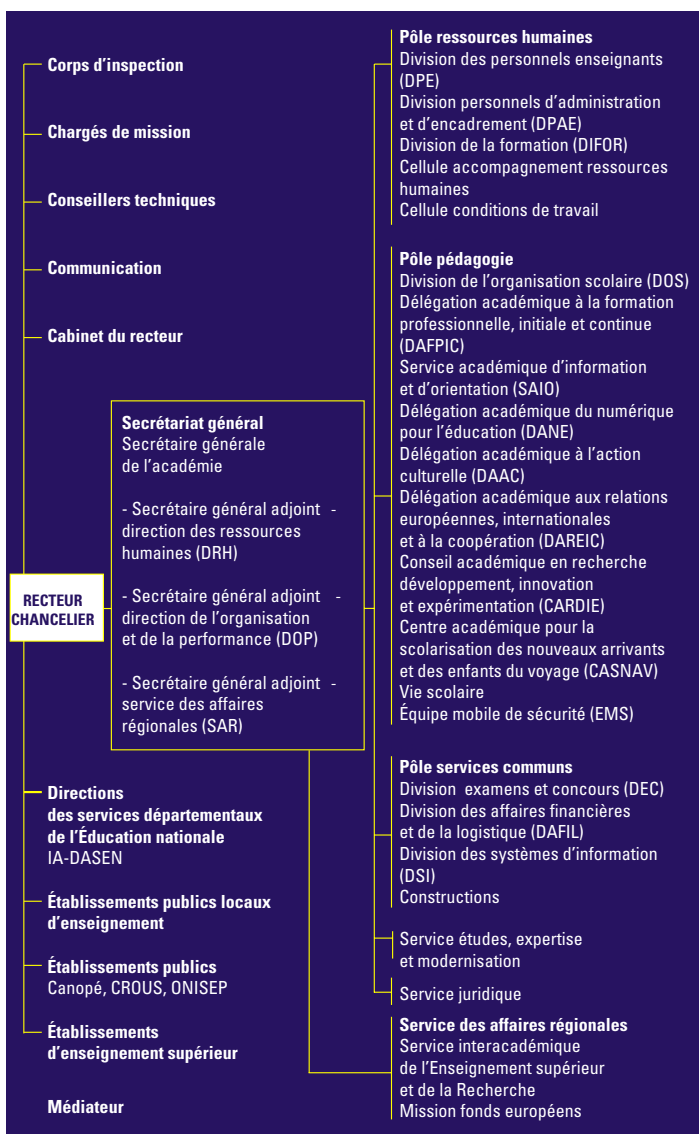 Corps d'inspection
Chargés de mission
Conseillers techniques
Communication
Cabinet du recteur
Secrétariat général
Secrétaire générale
de l'académie
- Secrétaire général adjoint -
direction des ressources
humaines (DRH)
- Secrétaire général adjoint -
direction de l'organisation
et de la performance (DOP)
- Secrétaire général adjoint -
service des affaires
régionales (SAR)
RECTEUR
CHANCELIER
Directions
des services départementaux
de l'Éducation nationale
IA-DASEN
Établissements publics locaux
d'enseignement
Établissements publics
Canopé, CROUS, ONISEP
Établissements
d'enseignement supérieur
Médiateur
Pôle ressources humaines
Division des personnels enseignants
(DPE)
Division personnels d'administration
et d'encadrement (DPAE)
Division de la formation (DIFOR)
Cellule accompagnement ressources
humaines
Cellule conditions de travail
Pôle pédagogie
Division de l'organisation scolaire (DOS)
Délégation académique à la formation
professionnelle, initiale et continue
(DAFPIC)
Service académique d'information
et d'orientation (SAIO)
Délégation académique du numérique
pour l'éducation (DANE)
Délégation académique à l'action
culturelle (DAAC)
Délégation académique aux relations
européennes, internationales
et à la coopération (DAREIC)
Conseil académique en recherche
développement, innovation
et expérimentation (CARDIE)
Centre académique pour la
scolarisation des nouveaux arrivants
et des enfants du voyage (CASNAV)
Vie scolaire
Équipe mobile de sécurité (EMS)
Pôle services communs
Division examens et concours (DEC)
Division des affaires financières
et de la logistique (DAFIL)
Division des systèmes d'information
(DSI)
Constructions
Service études, expertise
et modernisation
Service juridique
Service des affaires régionales
Service interacadémique
de l'Enseignement supérieur
et de la Recherche
Mission fonds européens